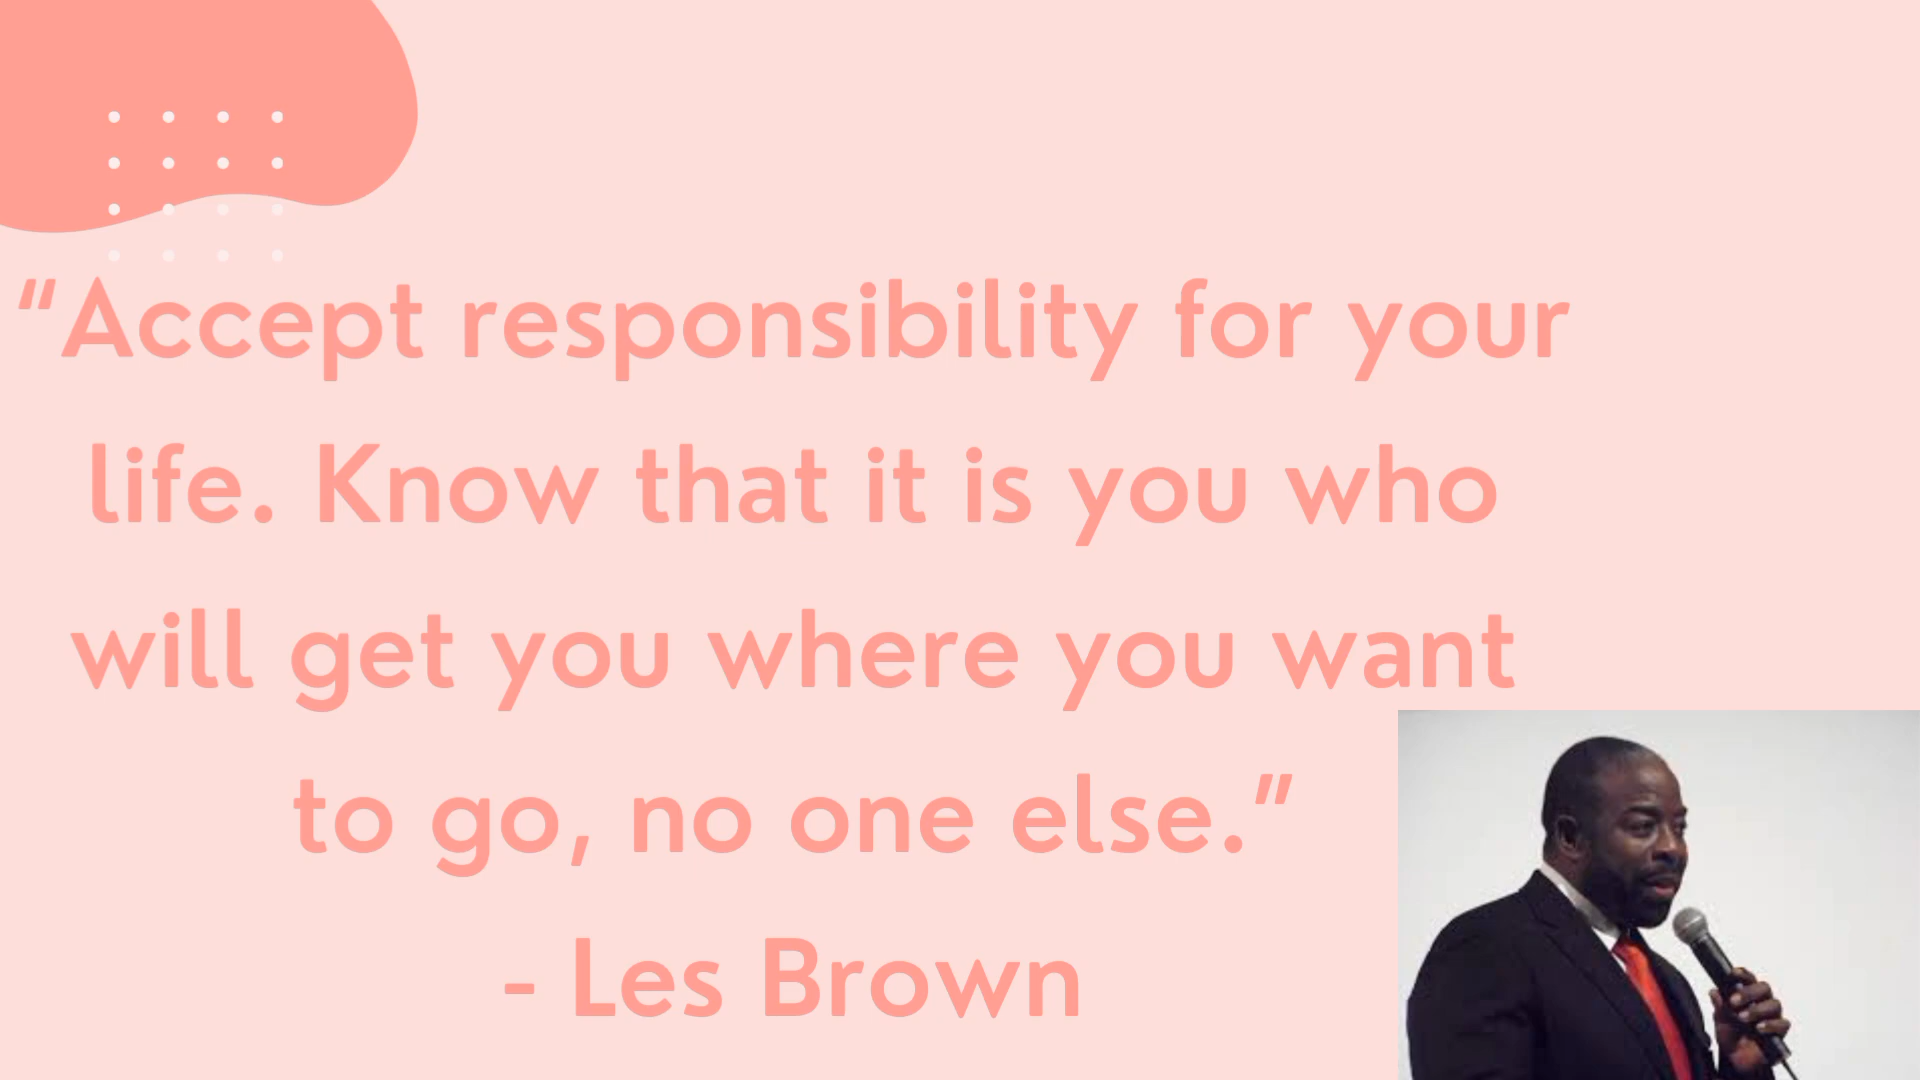 “Accept responsibility for your
life. Know that it is you who
will get you where you want
to go, no one else.”
- Les Brown